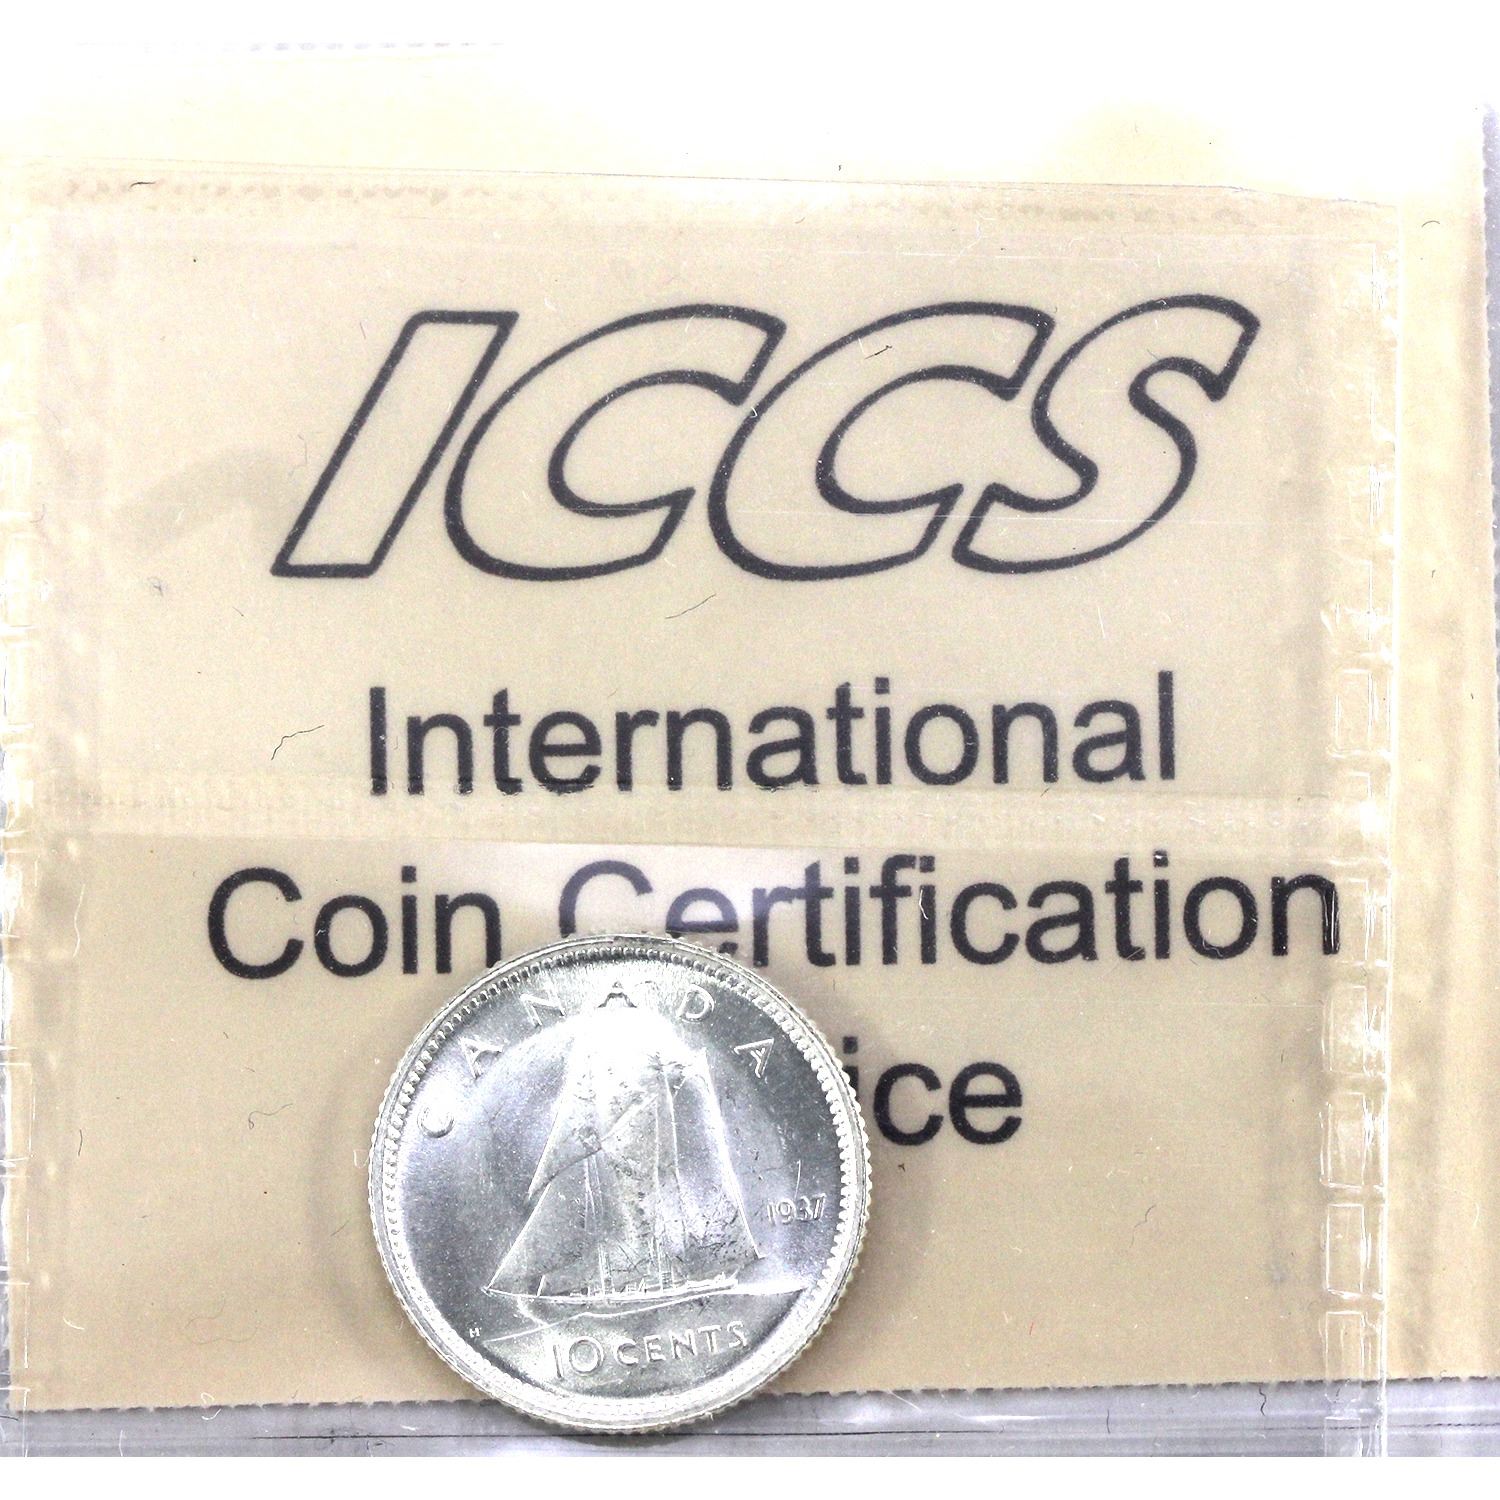 ICCS
International
Coin Certification
ice
CANADA
1937
H
10 CENTS